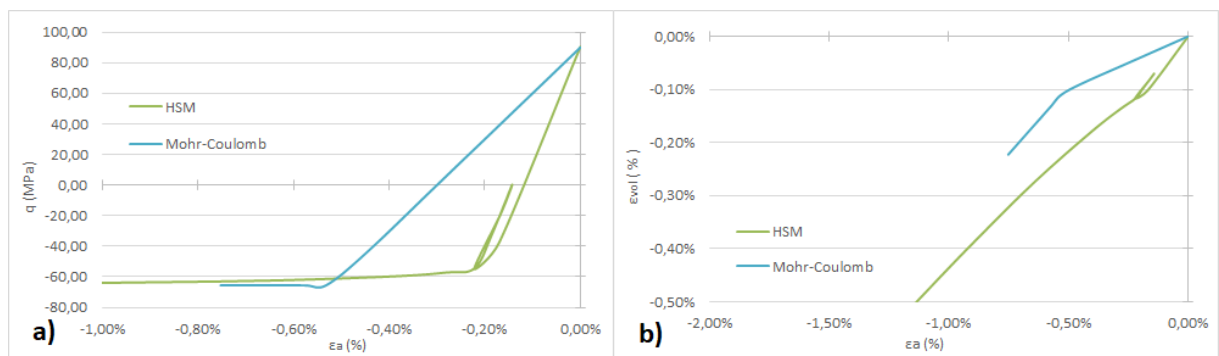 100,00
80,00
60,00
40,00
20,00
0,00
-20,00
-40,00
-60,00
-80,00
q (MPa)
HSM
Mohr-Coulomb
-1,00%
-0,80%
-0,60%
-0,40%
-0,20%
0,00%
εa (%)
a)
0,00%
-0,10%
-0,20%
-0,30%
-0,40%
-0,50%
εvol ( % )
HSM
Mohr-Coulomb
-2,00%
-1,50%
-1,00%
-0,50%
0,00%
εa (%)
b)